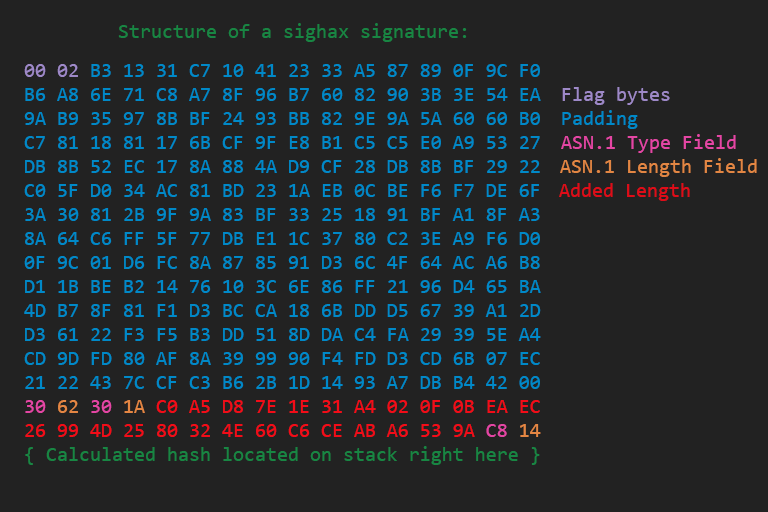 Structure of a sighax signature:
00 02 B3 13 31 C7 10 41 23 33 A5 87 89 0F 9C F0
B6 A8 6E 71 C8 A7 8F 96 B7 60 82 90 3B 3E 54 EA Flag bytes
9A B9 35 97 8B BF 24 93 BB 82 9E 9A 5A 60 60 B0 Padding
C7 81 18 81 17 6B CF 9F E8 B1 C5 C5 E0 A9 53 27 ASN.1 Type Field
DB 8B 52 EC 17 8A 88 4A D9 CF 28 DB 8B BF 29 22 ASN.1 Length Field
C0 5F D0 34 AC 81 BD 23 1A EB 0C BE F6 F7 DE 6F Added Length
3A 30 81 2B 9F 9A 83 BF 33 25 18 91 BF A1 8F A3
8A 64 C6 FF 5F 77 DB E1 1C 37 80 C2 3E A9 F6 D0
0F 9C 01 D6 FC 8A 87 85 91 D3 6C 4F 64 AC A6 B8
D1 1B BE B2 14 76 10 3C 6E 86 FF 21 96 D4 65 BA
4D B7 8F 81 F1 D3 BC CA 18 6B DD D5 67 39 A1 2D
D3 61 22 F3 F5 B3 DD 51 8D DA C4 FA 29 39 5E A4
CD 9D FD 80 AF 8A 39 99 90 F4 FD D3 CD 6B 07 EC
21 22 43 7C CF C3 B6 2B 1D 14 93 A7 DB B4 42 00
30 62 30 1A C0 A5 D8 7E 1E 31 A4 02 0F 0B EA EC
26 99 4D 25 80 32 4E 60 C6 CE AB A6 53 9A C8 14
{ Calculated hash located on stack right here }